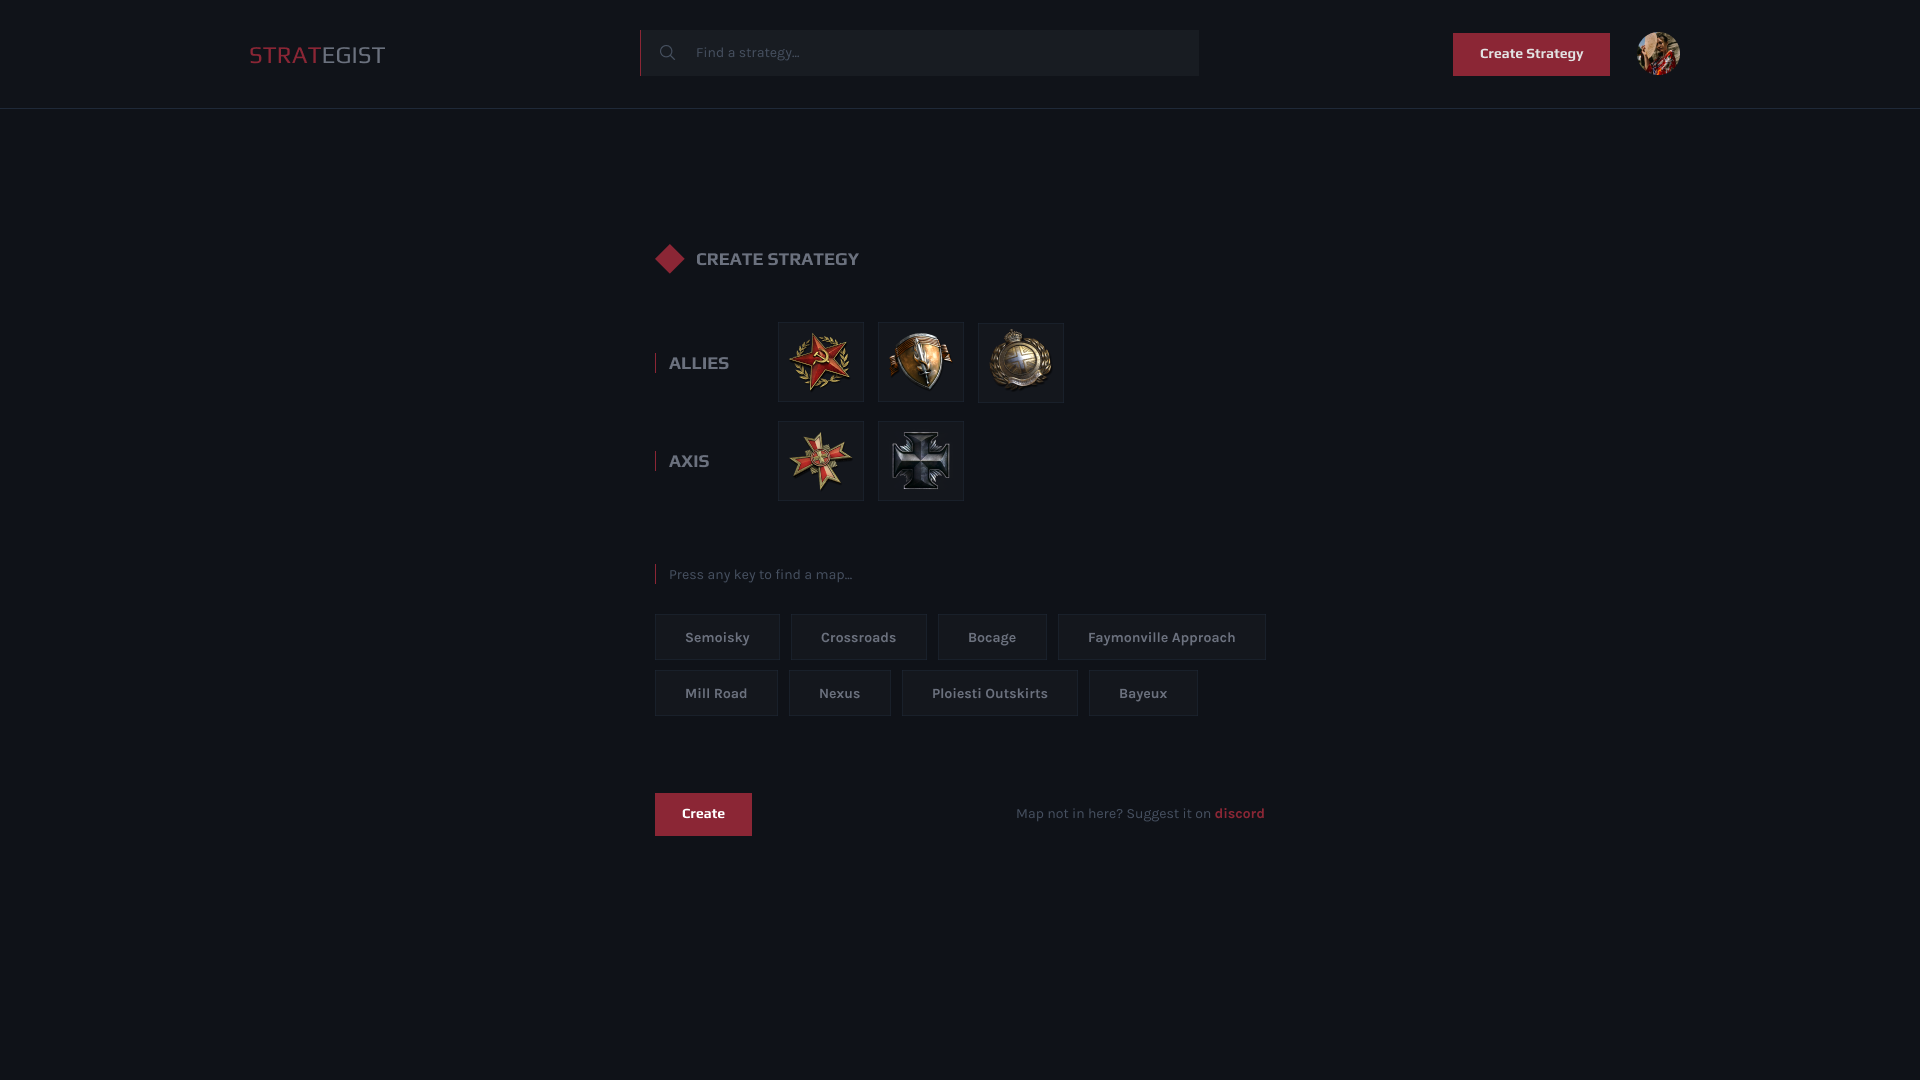 STRATEGIST
Find a strategy...
Create Strategy
CREATE STRATEGY
ALLIES
AXIS
Press any key to find a map...
Semoisky
Crossroads
Bocage
Faymonville Approach
Mill Road
Nexus
Ploiesti Outskirts
Bayeux
Create
Map not in here? Suggest it on discord